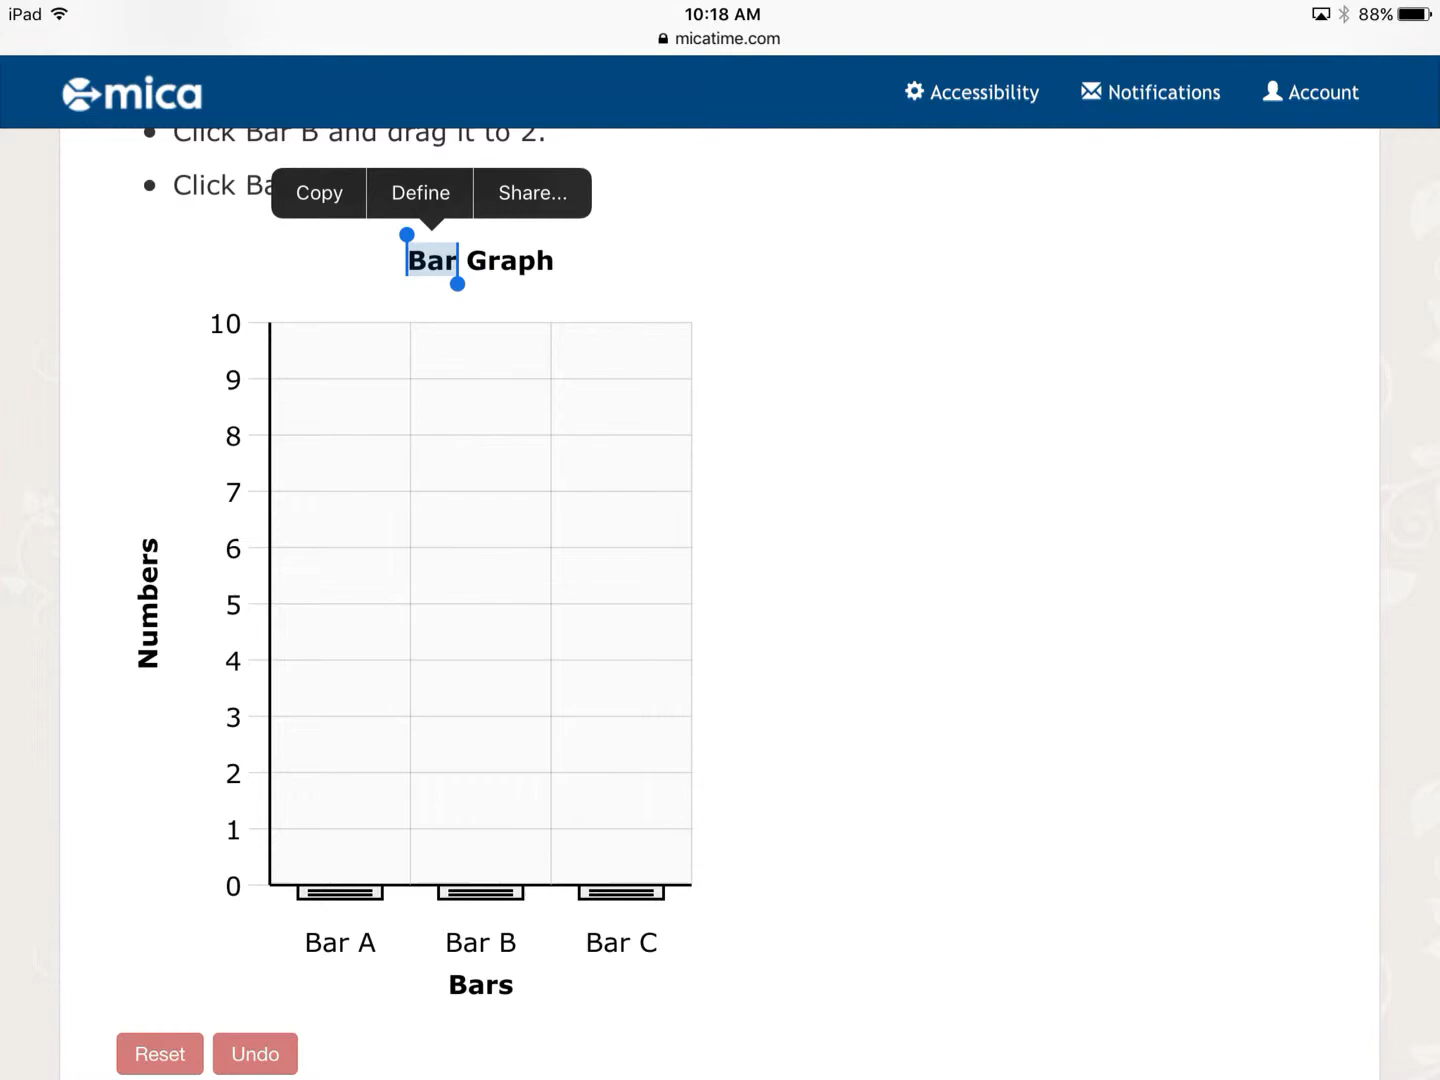 iPad 10:18 AM 88%
micatime.com
mica Accessibility Notifications Account
Click Bar B and drag it to 2.
Click Ba
Copy Define Share...
Bar Graph
10
9
8
7
6
5
4
3
2
1
0
Numbers
Bar A Bar B Bar C
Bars
Reset Undo